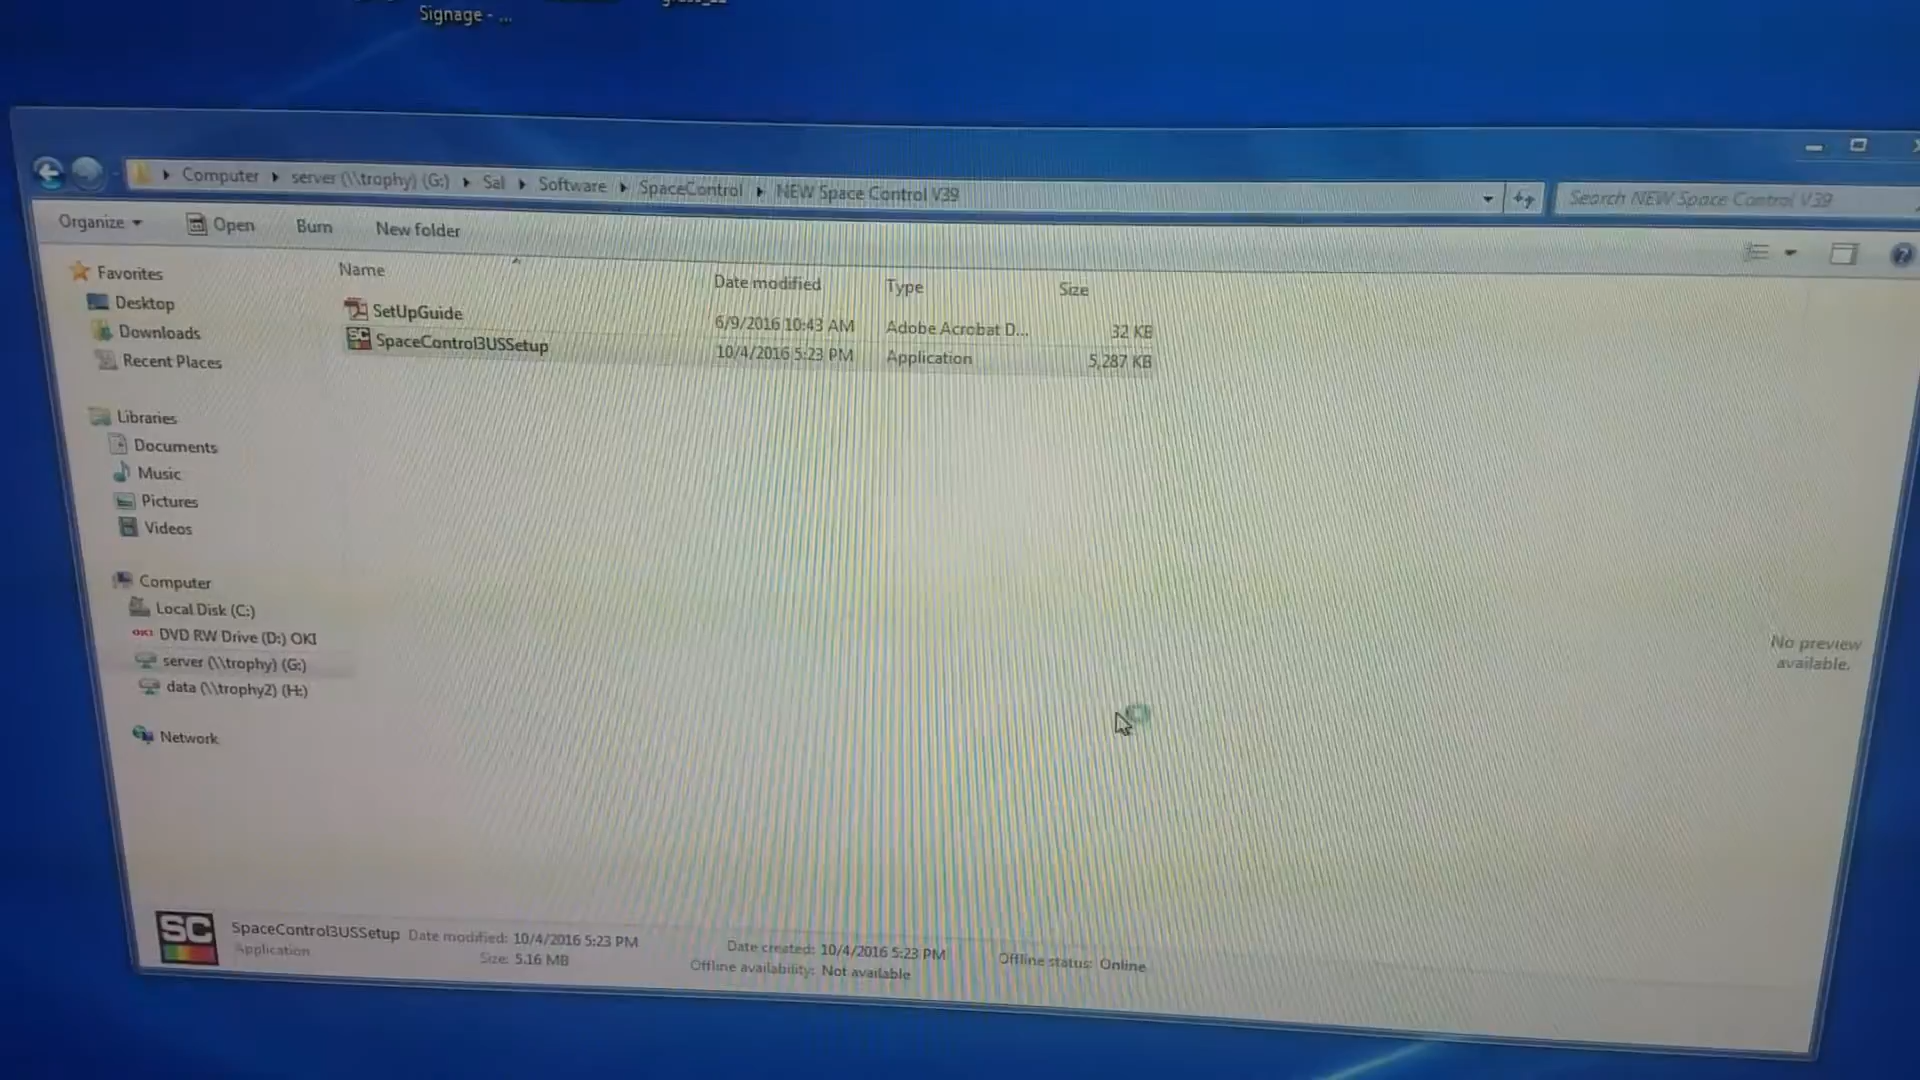 Signage - ...
Computer server (\\trophy) (G:) Sal Software SpaceControl NEW Space Control V39
Search NEW Space Control V39
Organize Open Burn New folder
Name Date modified Type Size
SetUpGuide 6/9/2016 10:43 AM Adobe Acrobat D... 32 KB
SpaceControl3USSetup 10/4/2016 5:23 PM Application 5,287 KB
Favorites
Desktop
Downloads
Recent Places
Libraries
Documents
Music
Pictures
Videos
Computer
Local Disk (C:)
OKI DVD RW Drive (D:) OKI
server (\\trophy) (G:)
data (\\trophy2) (H:)
Network
No preview
available.
SC
SpaceControl3USSetup Date modified: 10/4/2016 5:23 PM Date created: 10/4/2016 5:23 PM Offline status: Online
Application Size: 5.16 MB Offline availability: Not available